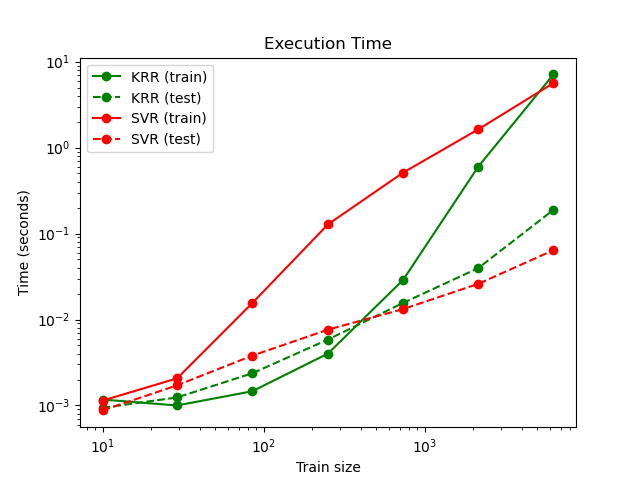 Execution Time
KRR (train)
KRR (test)
SVR (train)
SVR (test)
Time (seconds)
10¹
10⁰
10⁻¹
10⁻²
10⁻³
10¹
10²
10³
Train size